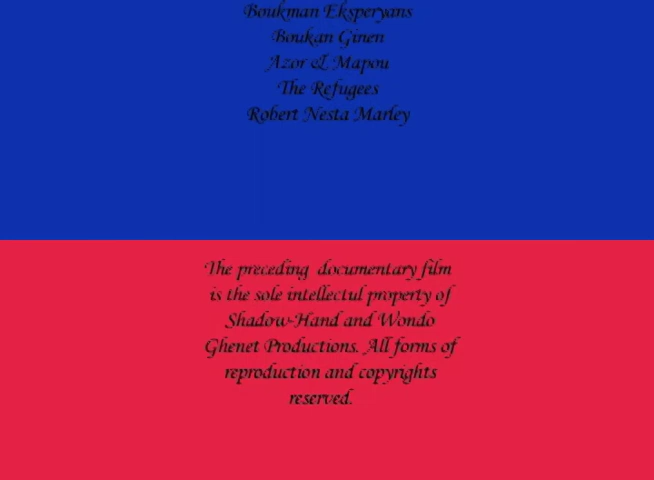 Boukman Eksperyans
Boukan Ginen
Azor & Mapou
The Refugees
Robert Nesta Marley
The preceding documentary film
is the sole intellectul property of
Shadow-Hand and Wondo
Ghenet Productions. All forms of
reproduction and copyrights
reserved.